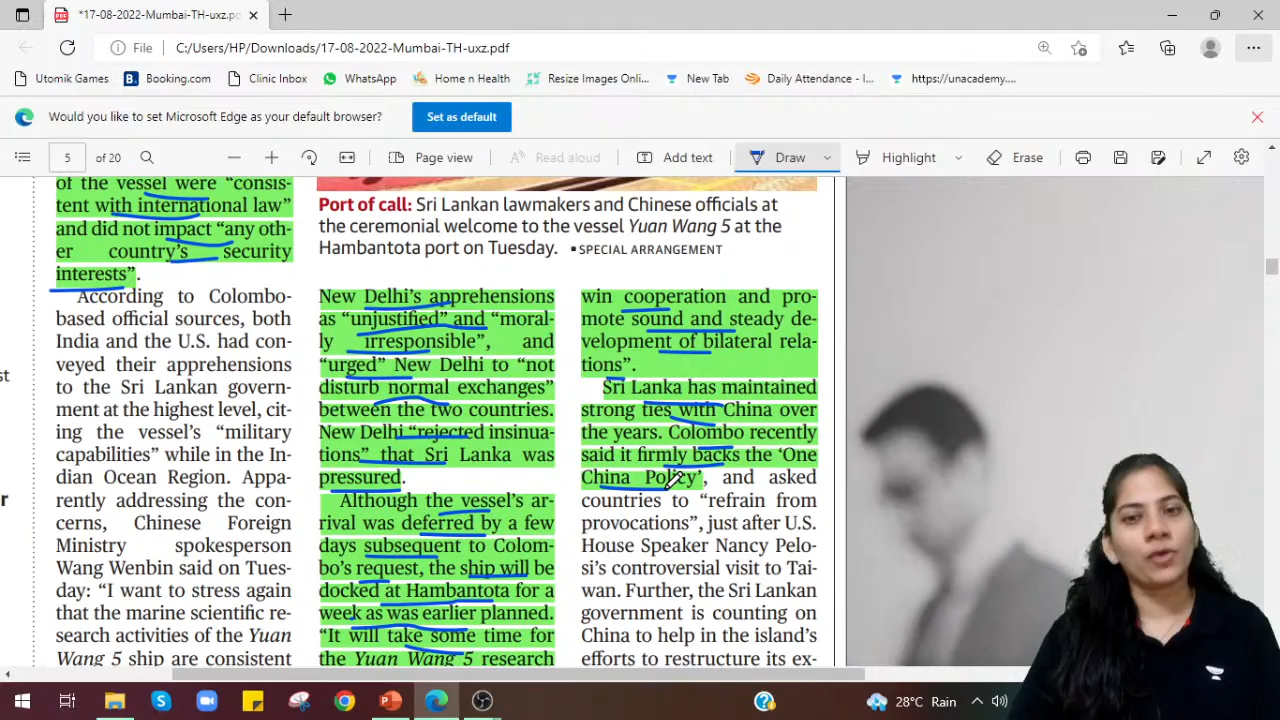 *17-08-2022-Mumbai-TH-uxz.po
File
C:/Users/HP/Downloads/17-08-2022-Mumbai-TH-uxz.pdf
Utomik Games
Booking.com
Clinic Inbox
WhatsApp
Home n Health
Resize Images Onli...
New Tab
Daily Attendance - I...
https://unacademy....
Would you like to set Microsoft Edge as your default browser?
Set as default
5
of 20
Page view
Read aloud
Add text
Draw
Highlight
Erase
of the vessel were “consis-
tent with international law”
and did not impact “any oth-
er country’s security
interests”.
According to Colombo-
based official sources, both
India and the U.S. had con-
veyed their apprehensions
to the Sri Lankan govern-
ment at the highest level, cit-
ing the vessel’s “military
capabilities” while in the In-
dian Ocean Region. Appa-
rently addressing the con-
cerns, Chinese Foreign
Ministry spokesperson
Wang Wenbin said on Tues-
day: “I want to stress again
that the marine scientific re-
search activities of the Yuan
Wang 5 ship are consistent
Port of call: Sri Lankan lawmakers and Chinese officials at
the ceremonial welcome to the vessel Yuan Wang 5 at the
Hambantota port on Tuesday. ▪SPECIAL ARRANGEMENT
New Delhi’s apprehensions
as “unjustified” and “moral-
ly irresponsible”, and
“urged” New Delhi to “not
disturb normal exchanges”
between the two countries.
New Delhi “rejected insinua-
tions” that Sri Lanka was
pressured.
Although the vessel’s ar-
rival was deferred by a few
days subsequent to Colom-
bo’s request, the ship will be
docked at Hambantota for a
week as was earlier planned.
“It will take some time for
the Yuan Wang 5 research
win cooperation and pro-
mote sound and steady de-
velopment of bilateral rela-
tions”.
Sri Lanka has maintained
strong ties with China over
the years. Colombo recently
said it firmly backs the ‘One
China Policy’, and asked
countries to “refrain from
provocations”, just after U.S.
House Speaker Nancy Pelo-
si’s controversial visit to Tai-
wan. Further, the Sri Lankan
government is counting on
China to help in the island’s
efforts to restructure its ex-
st
or
28°C Rain